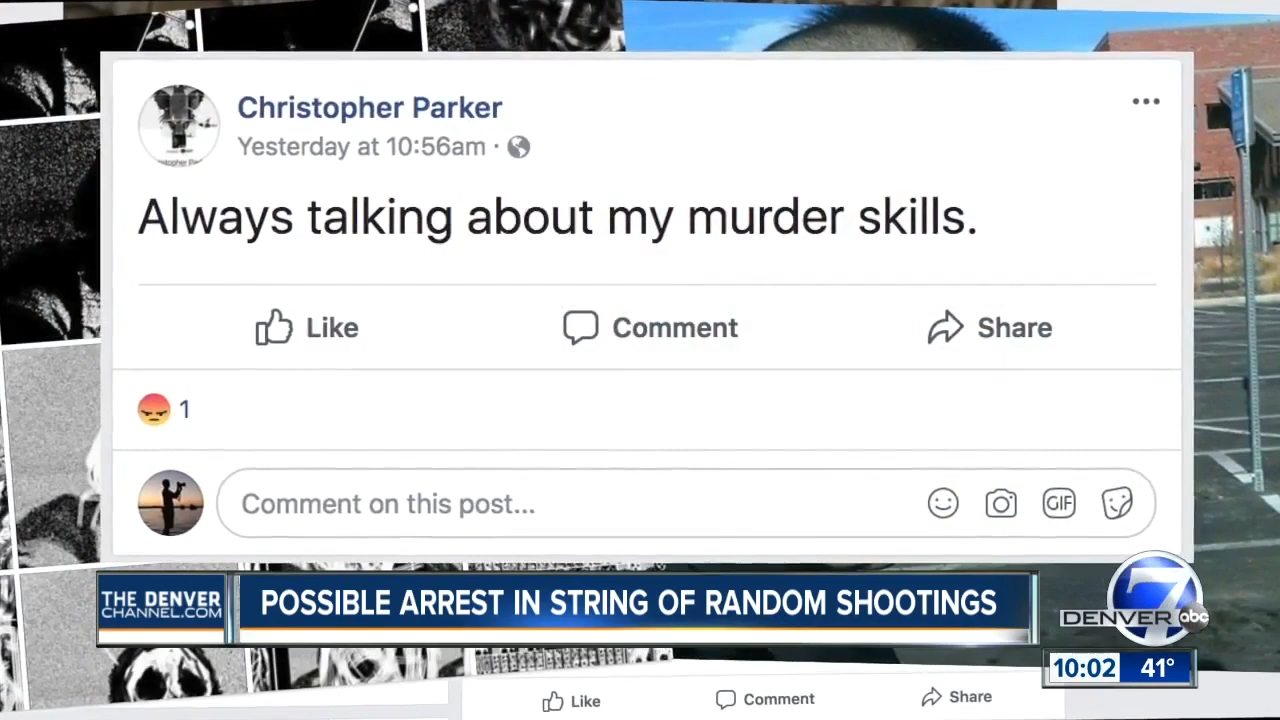 Christopher Parker
Yesterday at 10:56am ·
Always talking about my murder skills.
Like Comment Share
1
Comment on this post...
GIF
THE DENVER
CHANNEL.COM
POSSIBLE ARREST IN STRING OF RANDOM SHOOTINGS
7
DENVER abc
10:02 41°
Like Comment Share